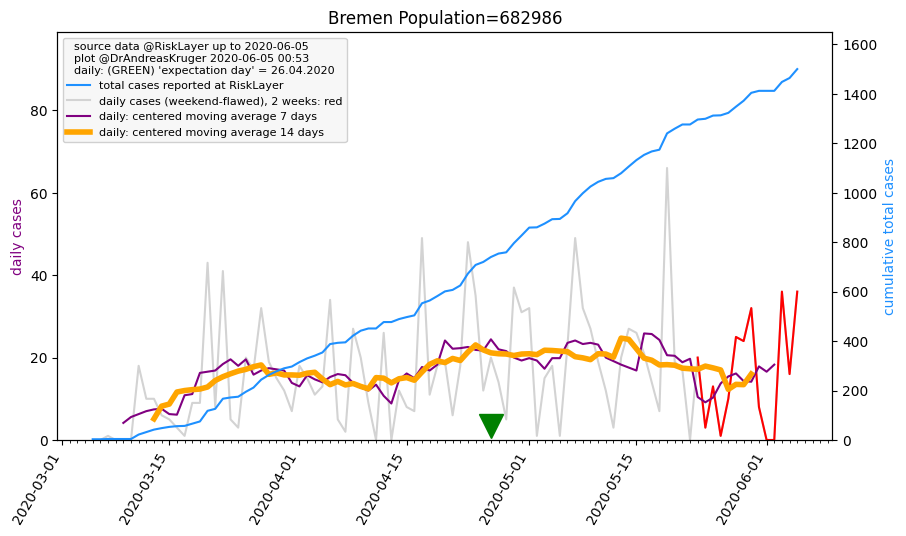 Bremen Population=682986
source data @RiskLayer up to 2020-06-05
plot @DrAndreasKruger 2020-06-05 00:53
daily: (GREEN) 'expectation day' = 26.04.2020
total cases reported at RiskLayer
daily cases (weekend-flawed), 2 weeks: red
daily: centered moving average 7 days
daily: centered moving average 14 days
daily cases
80
60
40
20
0
cumulative total cases
1600
1400
1200
1000
800
600
400
200
0
2020-03-01
2020-03-15
2020-04-01
2020-04-15
2020-05-01
2020-05-15
2020-06-01